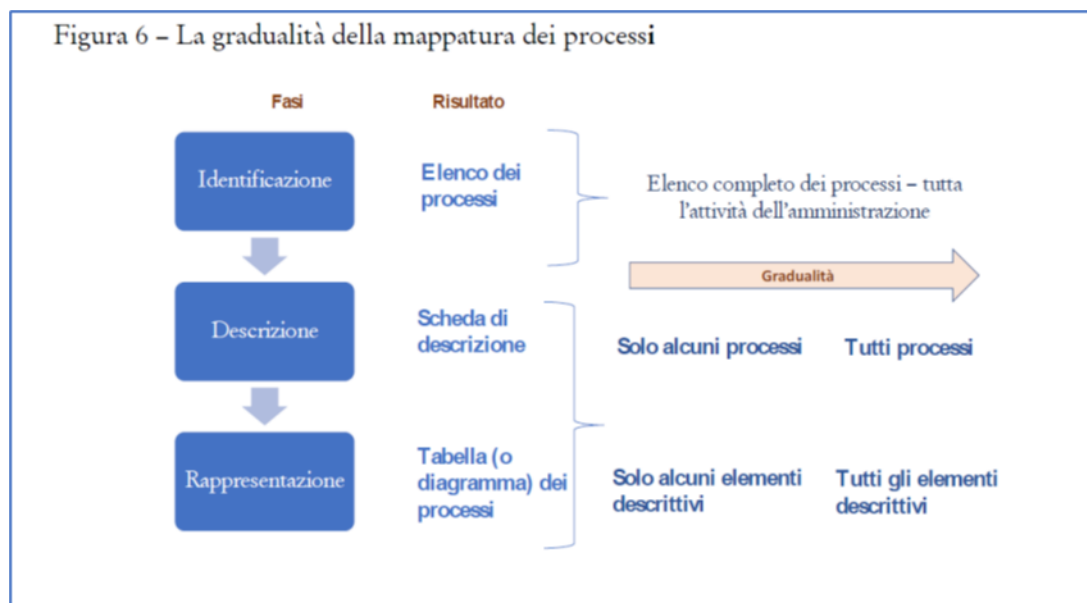 Figura 6 – La gradualità della mappatura dei processi
Fasi
Risultato
Identificazione
Elenco dei
processi
Elenco completo dei processi – tutta
l'attività dell'amministrazione
Gradualità
Descrizione
Scheda di
descrizione
Solo alcuni processi
Tutti processi
Rappresentazione
Tabella (o
diagramma) dei
processi
Solo alcuni elementi
descrittivi
Tutti gli elementi
descrittivi